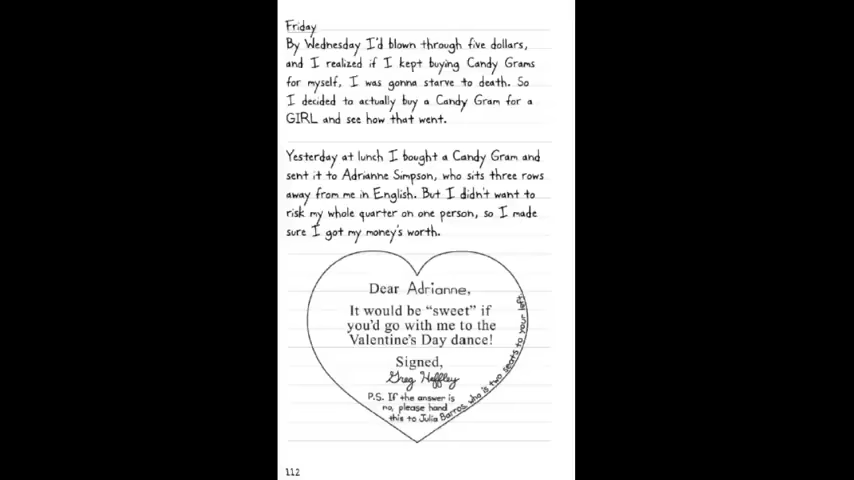 Friday
By Wednesday I'd blown through five dollars,
and I realized if I kept buying Candy Grams
for myself, I was gonna starve to death. So
I decided to actually buy a Candy Gram for a
GIRL and see how that went.
Yesterday at lunch I bought a Candy Gram and
sent it to Adrianne Simpson, who sits three rows
away from me in English. But I didn't want to
risk my whole quarter on one person, so I made
sure I got my money's worth.
Dear Adrianne,
It would be "sweet" if
you'd go with me to the
Valentine's Day dance!
Signed,
Greg Heffley
P.S. If the answer is
no, please hand
this to Julia Barros, who is two seats to your left.
112